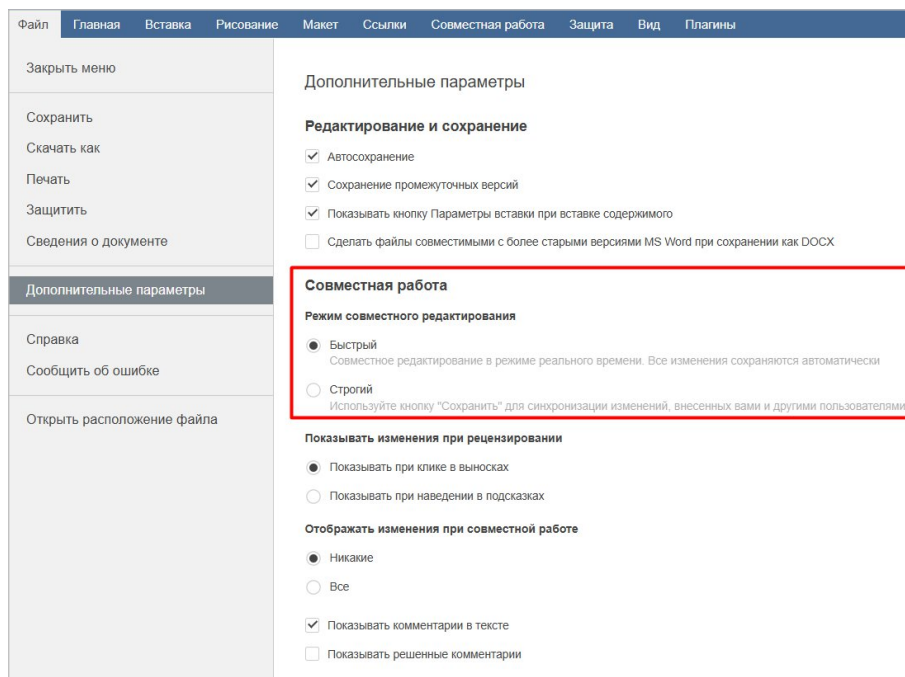 Файл Главная Вставка Рисование Макет Ссылки Совместная работа Защита Вид Плагины
Закрыть меню
Сохранить
Скачать как
Печать
Защитить
Сведения о документе
Дополнительные параметры
Справка
Сообщить об ошибке
Открыть расположение файла
Дополнительные параметры
Редактирование и сохранение
Автосохранение
Сохранение промежуточных версий
Показывать кнопку Параметры вставки при вставке содержимого
Сделать файлы совместимыми с более старыми версиями MS Word при сохранении как DOCX
Совместная работа
Режим совместного редактирования
Быстрый
Совместное редактирование в режиме реального времени. Все изменения сохраняются автоматически
Строгий
Используйте кнопку "Сохранить" для синхронизации изменений, внесенных вами и другими пользователями
Показывать изменения при рецензировании
Показывать при клике в выносках
Показывать при наведении в подсказках
Отображать изменения при совместной работе
Никакие
Все
Показывать комментарии в тексте
Показывать решенные комментарии